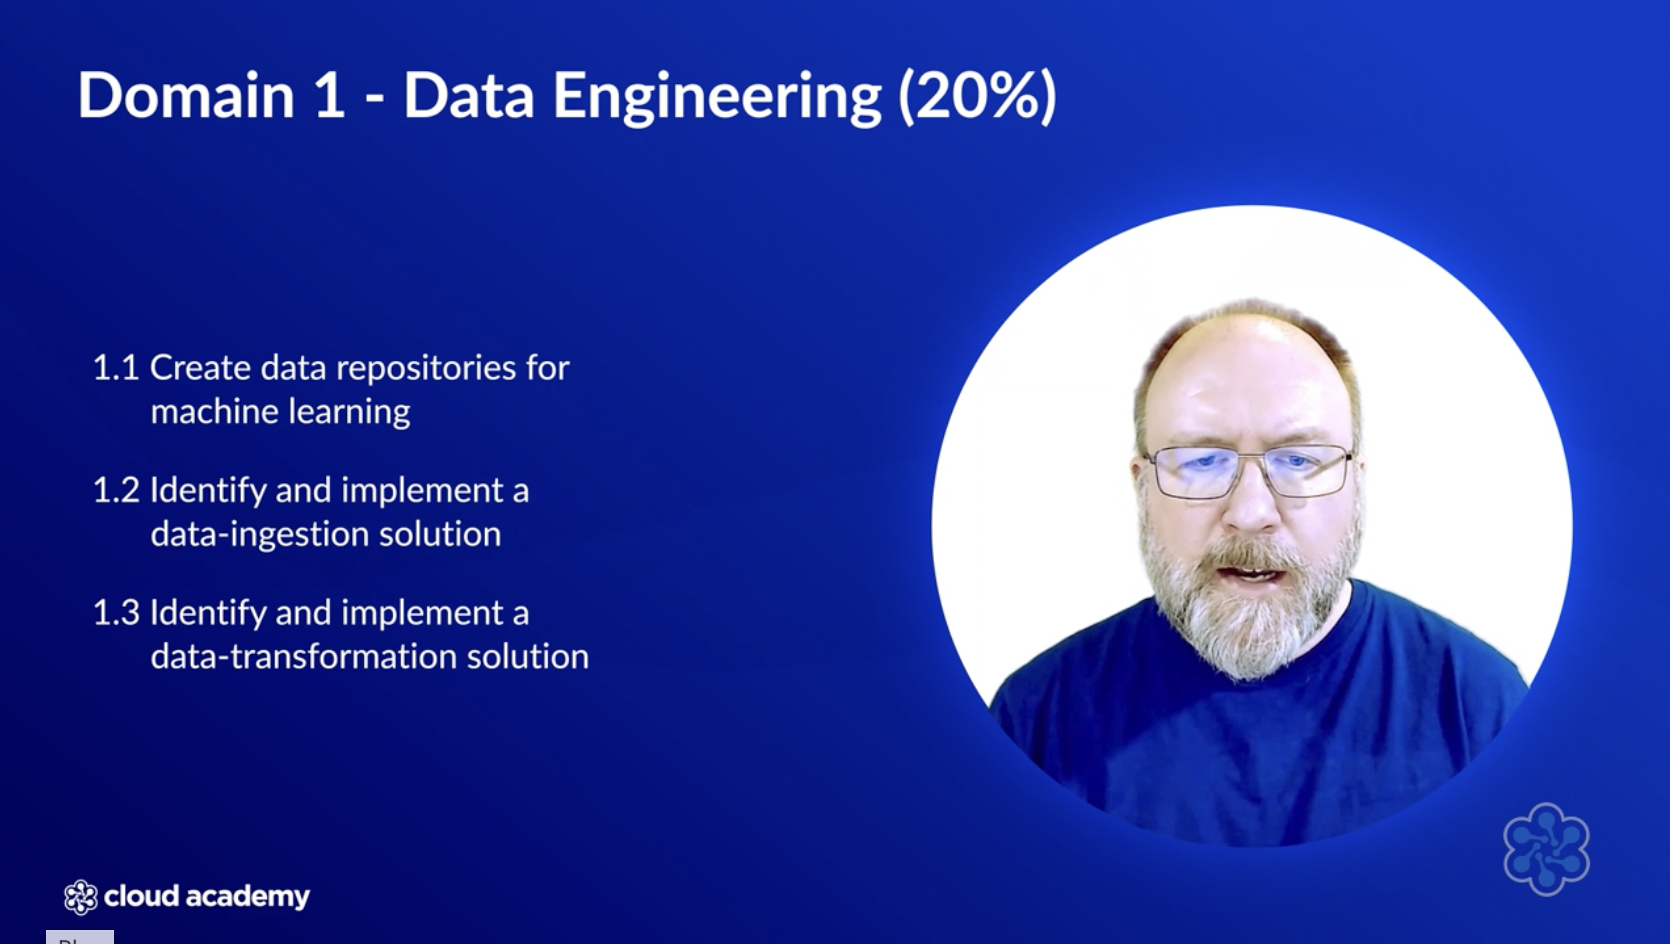 Domain 1 - Data Engineering (20%)
1.1 Create data repositories for
machine learning
1.2 Identify and implement a
data-ingestion solution
1.3 Identify and implement a
data-transformation solution
cloud academy